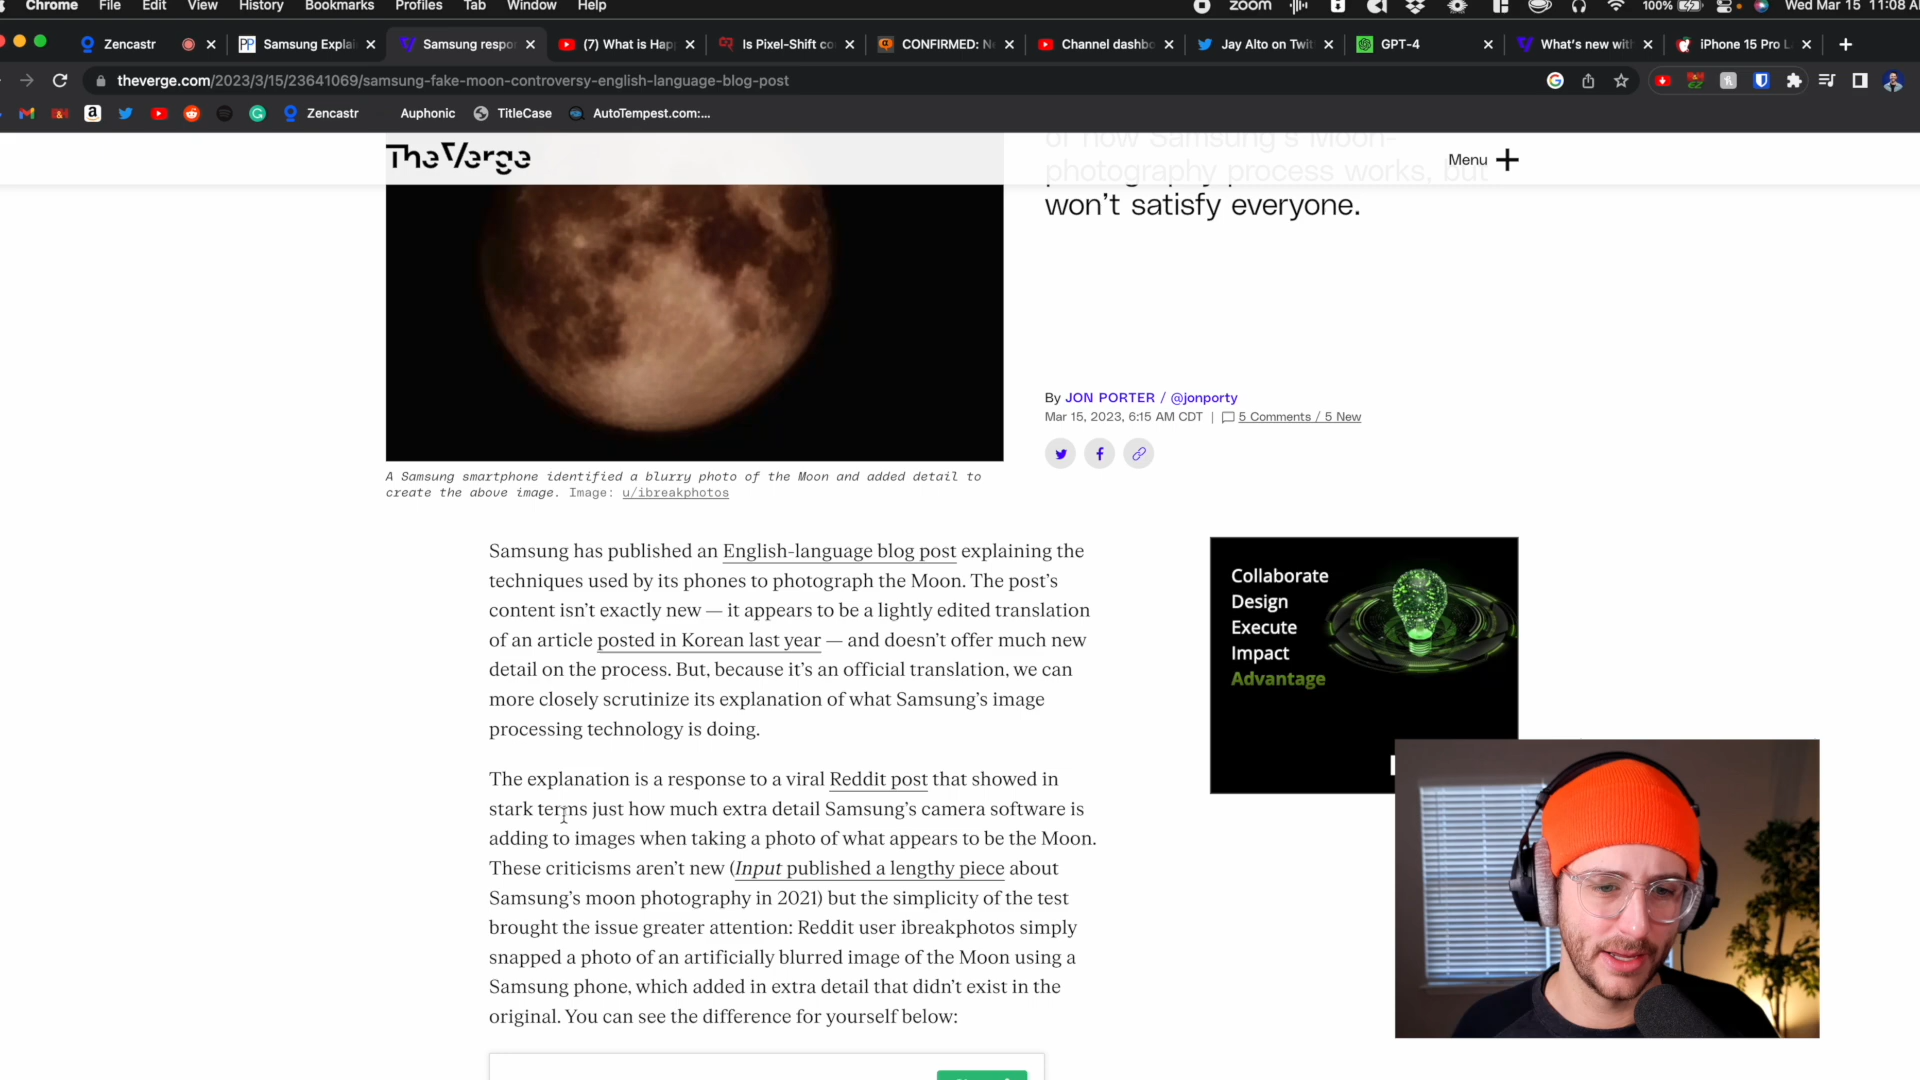 Chrome File Edit View History Bookmarks Profiles Tab Window Help zoom 100% Wed Mar 15 11:08
Zencastr Samsung Expla Samsung respo (7) What is Hap Is Pixel-Shift co CONFIRMED: N Channel dashbo Jay Alto on Twit GPT-4 What's new wit iPhone 15 Pro L
theverge.com/2023/3/15/23641069/samsung-fake-moon-controversy-english-language-blog-post
Zencastr Auphonic TitleCase AutoTempest.com:...
The Verge
Menu
of how Samsung's Moon-
photography process works, but
won't satisfy everyone.
By JON PORTER / @jonporty
Mar 15, 2023, 6:15 AM CDT | 5 Comments / 5 New
A Samsung smartphone identified a blurry photo of the Moon and added detail to
create the above image. Image: u/ibreakphotos
Samsung has published an English-language blog post explaining the
techniques used by its phones to photograph the Moon. The post's
content isn't exactly new — it appears to be a lightly edited translation
of an article posted in Korean last year — and doesn't offer much new
detail on the process. But, because it's an official translation, we can
more closely scrutinize its explanation of what Samsung's image
processing technology is doing.
The explanation is a response to a viral Reddit post that showed in
stark terms just how much extra detail Samsung's camera software is
adding to images when taking a photo of what appears to be the Moon.
These criticisms aren't new (Input published a lengthy piece about
Samsung's moon photography in 2021) but the simplicity of the test
brought the issue greater attention: Reddit user ibreakphotos simply
snapped a photo of an artificially blurred image of the Moon using a
Samsung phone, which added in extra detail that didn't exist in the
original. You can see the difference for yourself below:
Collaborate
Design
Execute
Impact
Advantage